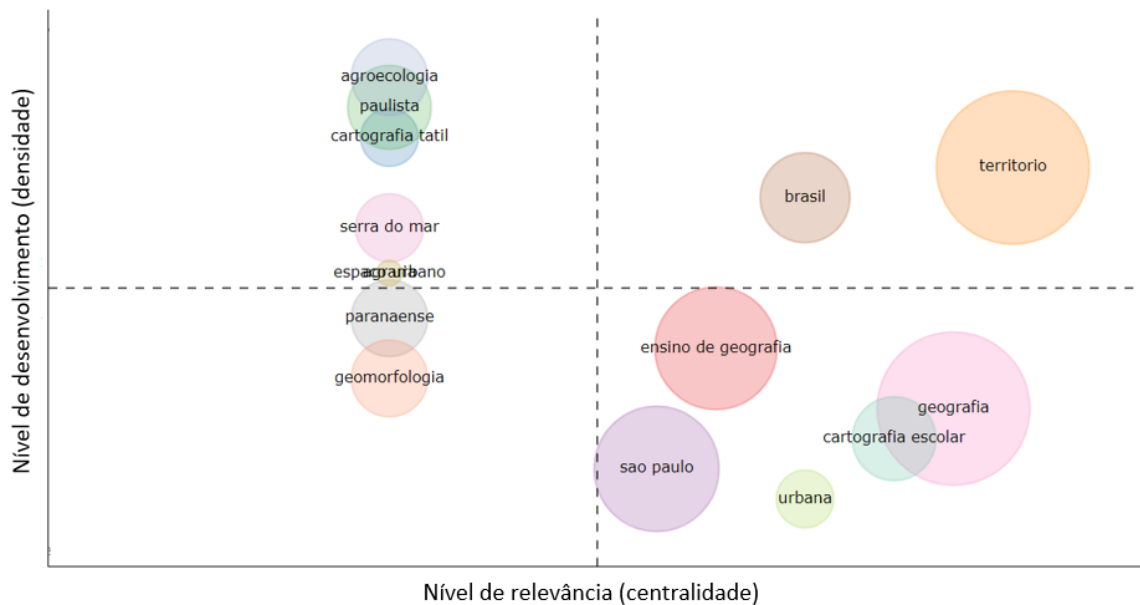 Nível de desenvolvimento (densidade)
agroecologia
paulista
cartografia tatil
serra do mar
paranaense
geomorfologia
brasil
territorio
ensino de geografia
geografia
cartografia escolar
sao paulo
urbana
Nível de relevância (centralidade)